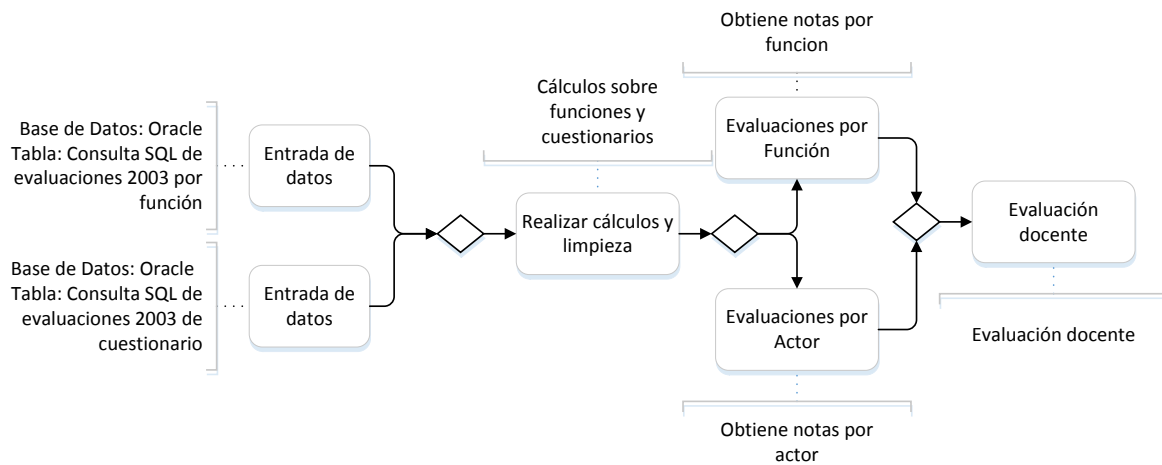 Obtiene notas por
funcion
Cálculos sobre
funciones y
cuestionarios
Base de Datos: Oracle
Tabla: Consulta SQL de
evaluaciones 2003 por
función
Entrada de
datos
Evaluaciones por
Función
Realizar cálculos y
limpieza
Evaluación
docente
Base de Datos: Oracle
Tabla: Consulta SQL de
evaluaciones 2003 de
cuestionario
Entrada de
datos
Evaluaciones por
Actor
Evaluación docente
Obtiene notas por
actor